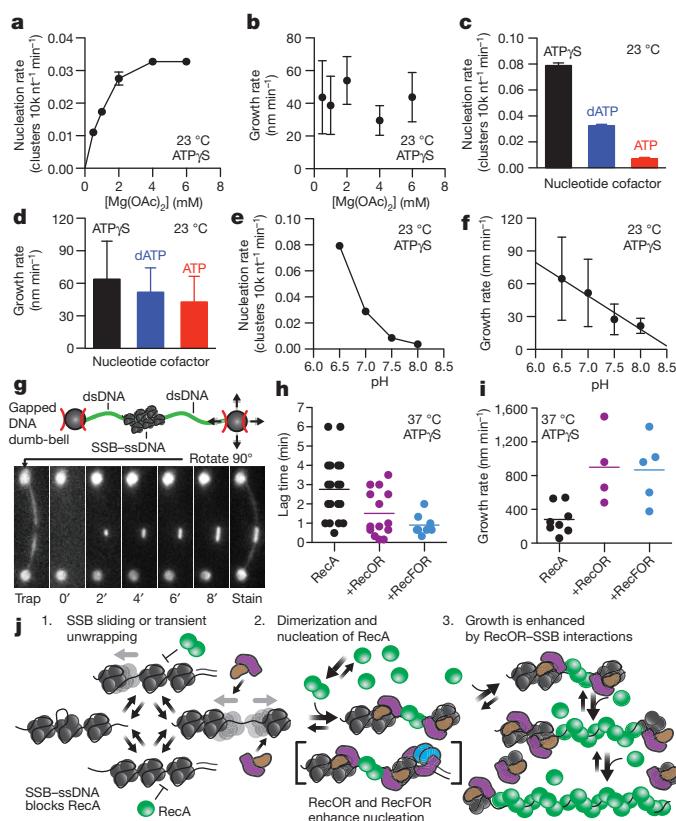 a
Nucleation rate
(clusters 10k nt⁻¹ min⁻¹)
0.04
0.03
0.02
0.01
0.00
0 2 4 6 8
[Mg(OAc)₂] (mM)
23 °C
ATPγS
b
Growth rate
(nm min⁻¹)
80
60
40
20
0
0 2 4 6 8
[Mg(OAc)₂] (mM)
23 °C
ATPγS
c
Nucleation rate
(clusters 10k nt⁻¹ min⁻¹)
0.10
0.08
0.06
0.04
0.02
0.00
ATPγS
dATP
ATP
23 °C
Nucleotide cofactor
d
Growth rate
(nm min⁻¹)
120
90
60
30
0
ATPγS
dATP
ATP
23 °C
Nucleotide cofactor
e
Nucleation rate
(clusters 10k nt⁻¹ min⁻¹)
0.10
0.08
0.06
0.04
0.02
0.00
6.0 6.5 7.0 7.5 8.0 8.5
pH
23 °C
ATPγS
f
Growth rate (nm min⁻¹)
120
90
60
30
0
6.0 6.5 7.0 7.5 8.0 8.5
pH
23 °C
ATPγS
g
Gapped
DNA
dumb-bell
dsDNA
dsDNA
SSB–ssDNA
Rotate 90°
Trap 0′ 2′ 4′ 6′ 8′ Stain
h
37 °C
ATPγS
Lag time (min)
8
6
4
2
0
RecA
+RecOR
+RecFOR
i
37 °C
ATPγS
Growth rate (nm min⁻¹)
1,600
1,200
800
400
0
RecA
+RecOR
+RecFOR
j
1. SSB sliding or transient
unwrapping
SSB–ssDNA
blocks RecA
RecA
2. Dimerization and
nucleation of RecA
RecOR and RecFOR
enhance nucleation
3. Growth is enhanced
by RecOR–SSB interactions